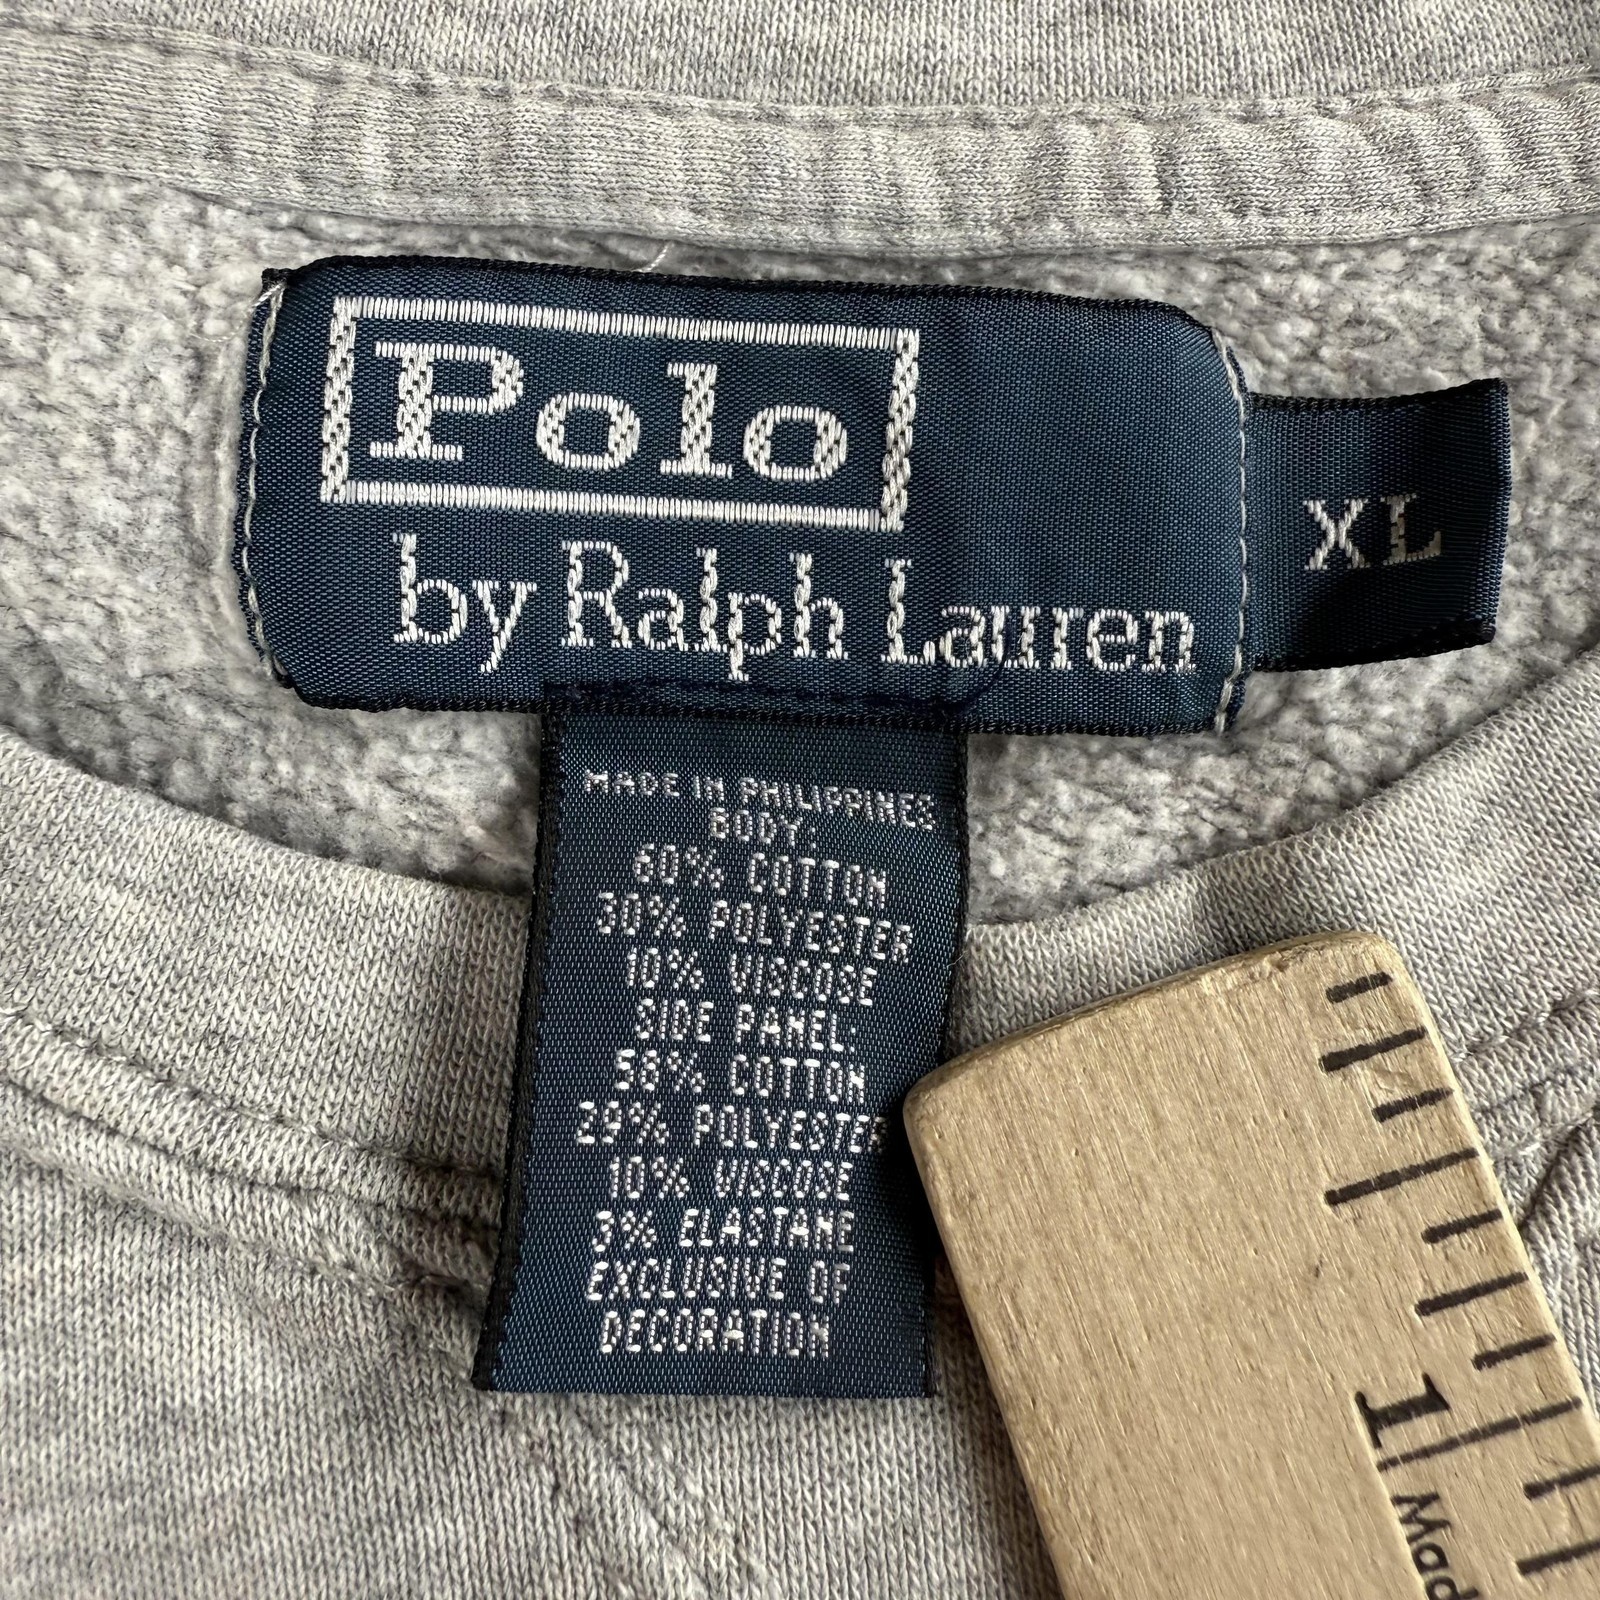 Polo
by Ralph Lauren
XL
MADE IN PHILIPPINES
BODY:
60% COTTON
30% POLYESTER
10% VISCOSE
SIDE PANEL:
58% COTTON
29% POLYESTER
10% VISCOSE
3% ELASTANE
EXCLUSIVE OF
DECORATION
1
Mad